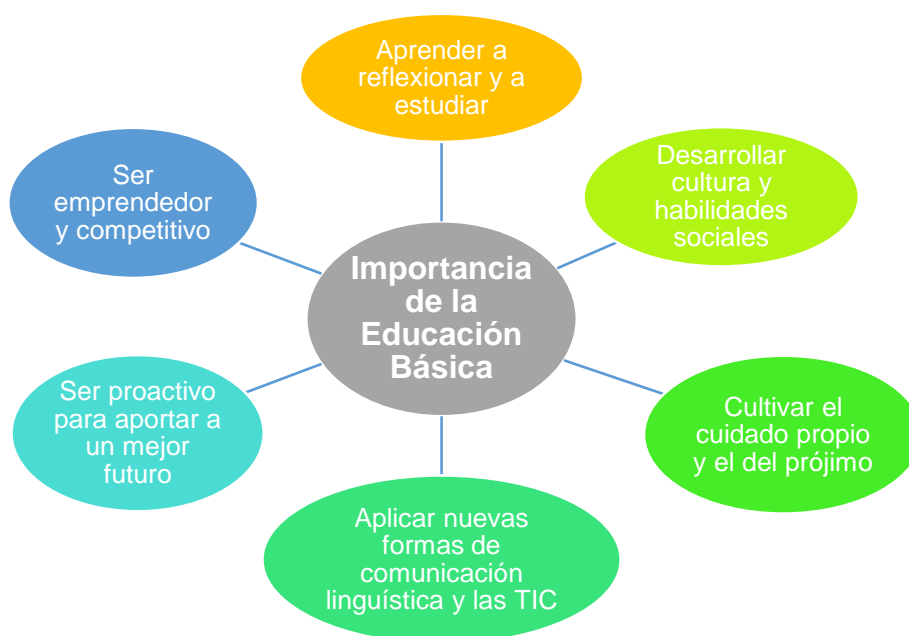 Aprender a
reflexionar y a
estudiar
Desarrollar
cultura y
habilidades
sociales
Cultivar el
cuidado propio
y el del prójimo
Aplicar nuevas
formas de
comunicación
linguística y las TIC
Ser proactivo
para aportar a
un mejor
futuro
Ser
emprendedor
y competitivo
Importancia
de la
Educación
Básica